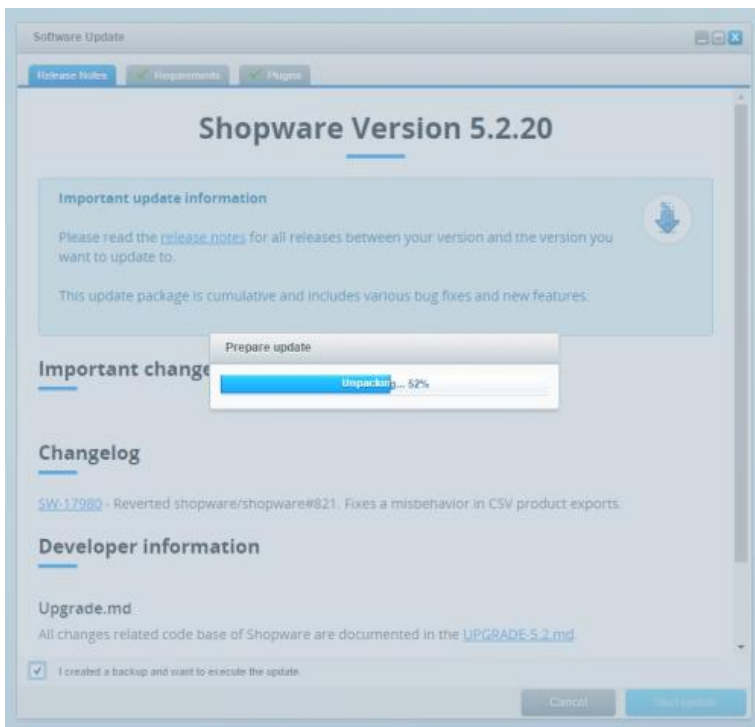 Software Update
Release Notes
Requirements
Plugins
Shopware Version 5.2.20
Important update information
Please read the release notes for all releases between your version and the version you
want to update to.
This update package is cumulative and includes various bug fixes and new features.
Prepare update
Important change
Unpacking... 52%
Changelog
SW-17980 - Reverted shopware/shopware#821. Fixes a misbehavior in CSV product exports.
Developer information
Upgrade.md
All changes related code base of Shopware are documented in the UPGRADE-5.2.md.
I created a backup and want to execute the update.
Cancel
Start update